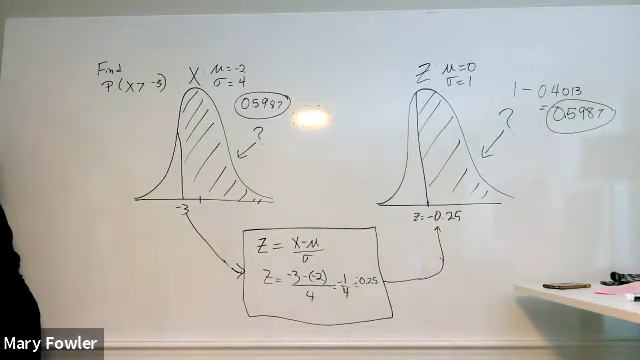 Find
P(X > -3)
X: μ = -2
σ = 4
0.5987
?
-3
Z: μ = 0
σ = 1
1 - 0.4013
= 0.5987
?
z = -0.25
Z = X-μ
σ
Z = -3-(-2) = -1 = -0.25
4 4
Mary Fowler